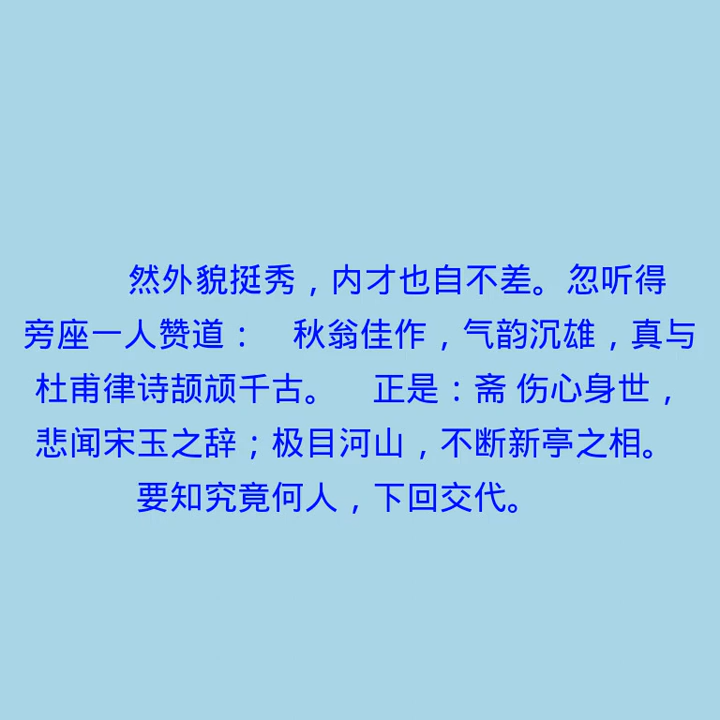 然外貌挺秀，内才也自不差。忽听得
旁座一人赞道： 秋翁佳作，气韵沉雄，真与
杜甫律诗颉颃千古。 正是：斋 伤心身世，
悲闻宋玉之辞；极目河山，不断新亭之相。
要知究竟何人，下回交代。